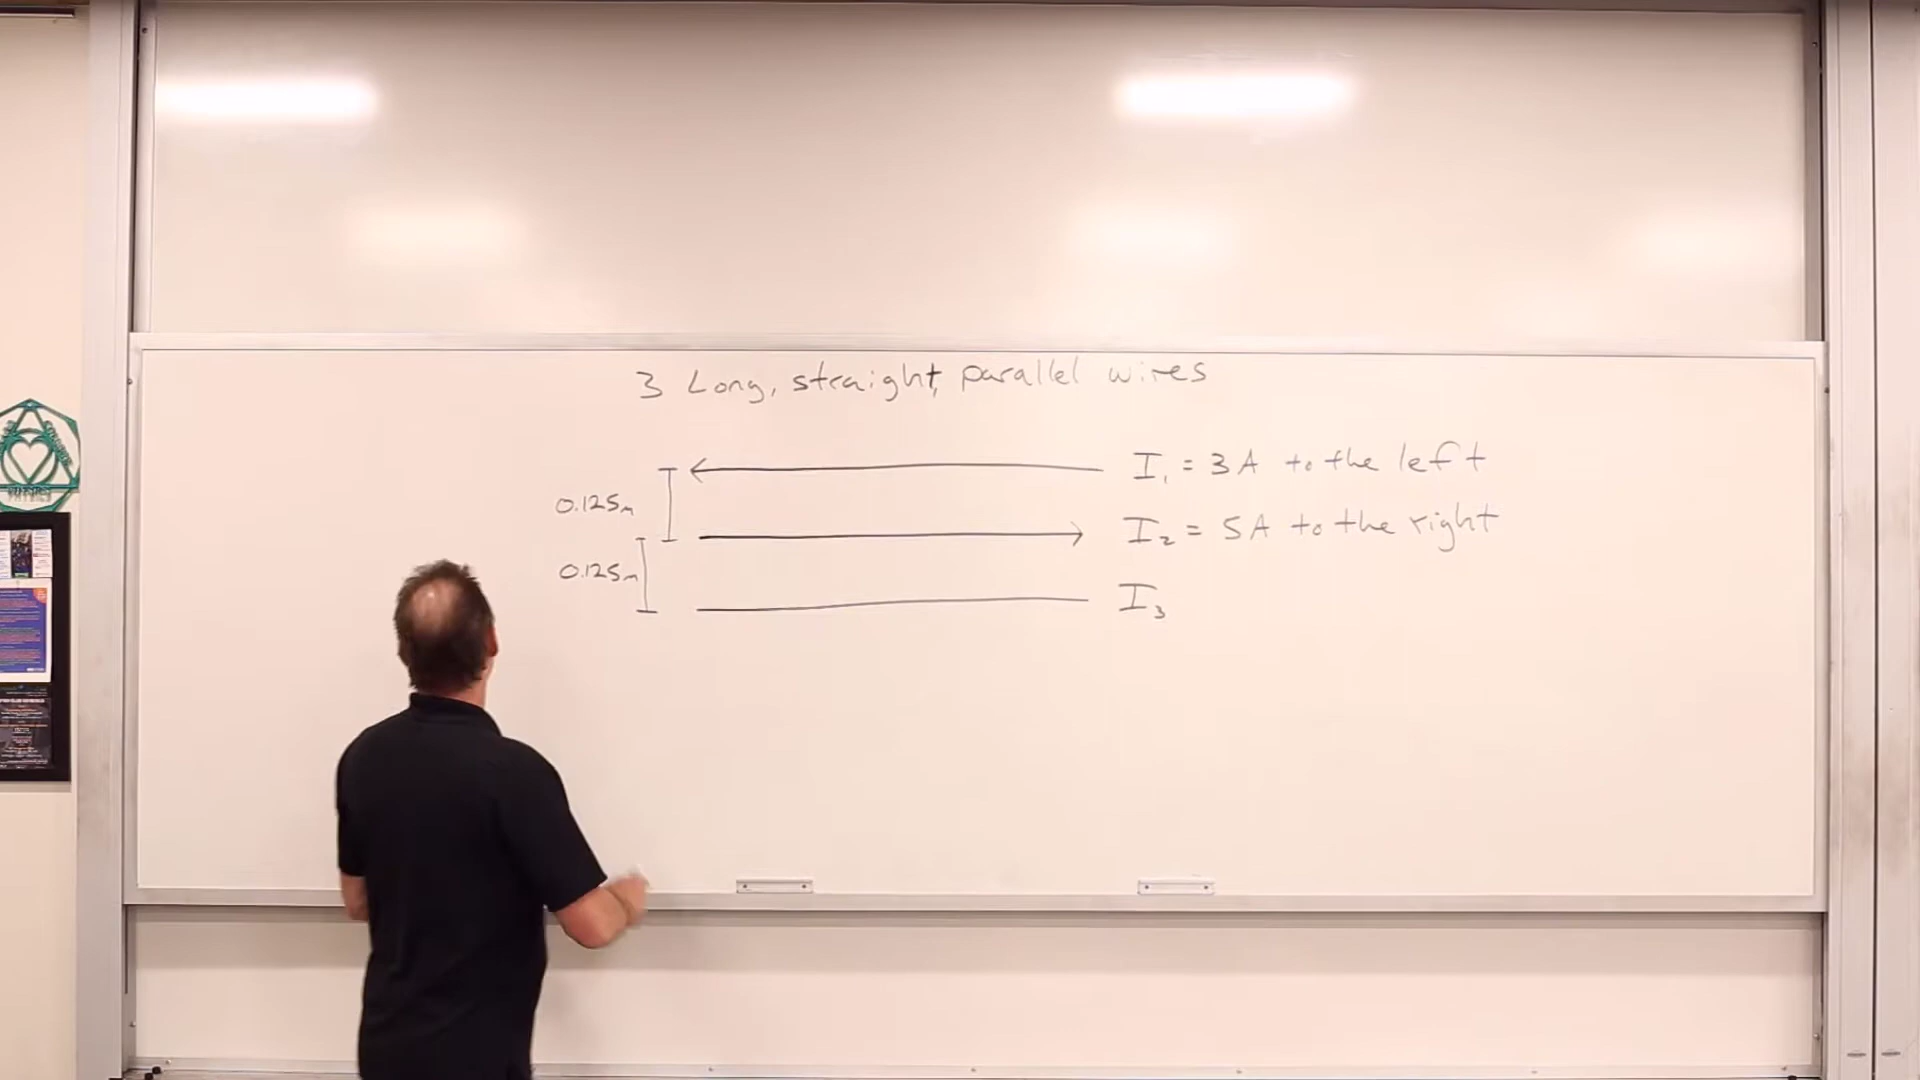 3 Long, straight, parallel wires
I₁ = 3A to the left
0.125m
I₂ = 5A to the right
0.125m
I₃
PHYSICS